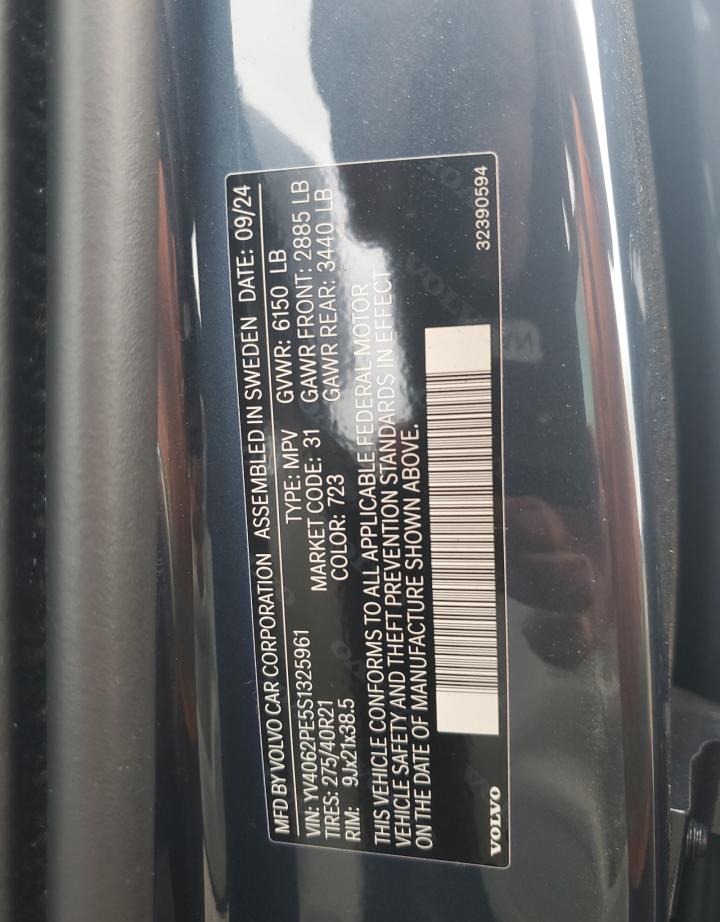 MFD BY VOLVO CAR CORPORATION ASSEMBLED IN SWEDEN DATE: 09/24
VIN: YV4062PE5S1325961 TYPE: MPV GVWR: 6150 LB
TIRES: 275/40R21 MARKET CODE: 31 GAWR FRONT: 2885 LB
RIM: 9Jx21x38.5 COLOR: 723 GAWR REAR: 3440 LB
THIS VEHICLE CONFORMS TO ALL APPLICABLE FEDERAL MOTOR
VEHICLE SAFETY AND THEFT PREVENTION STANDARDS IN EFFECT
ON THE DATE OF MANUFACTURE SHOWN ABOVE.
VOLVO 32390594